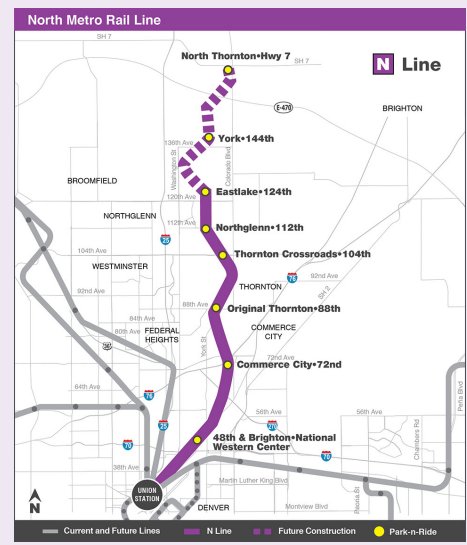 North Metro Rail Line
SH 7
North Thornton•Hwy 7
SH 7
N Line
E-470
BRIGHTON
Washington St
Colorado Blvd
136th Ave
York•144th
BROOMFIELD
Eastlake•124th
120th Ave
NORTHGLENN
112th Ave
Northglenn•112th
25
104th Ave
Thornton Crossroads•104th
WESTMINSTER
76
92nd Ave
92nd Ave
THORNTON
SH 2
88th Ave
Original Thornton•88th
84th Ave
80th Ave
FEDERAL
HEIGHTS
COMMERCE
CITY
36
York St
72nd Ave
Commerce City•72nd
64th Ave
76
Peña Blvd
25
56th Ave
56th Ave
270
Chambers Rd
70
48th & Brighton•National
Western Center
70
38th Ave
Martin Luther King Blvd
UNION
STATION
Peoria St
N
DENVER
Montview Blvd
Current and Future Lines
N Line
Future Construction
Park-n-Ride